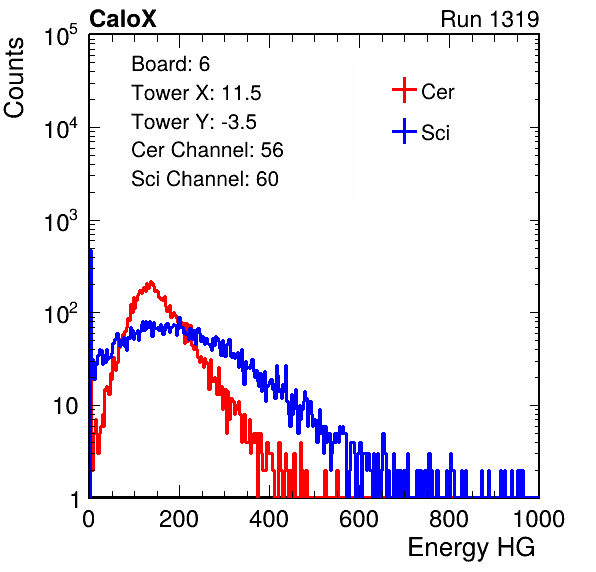 CaloX Run 1319
10^5
Counts
Board: 6
Tower X: 11.5
Tower Y: -3.5
Cer Channel: 56
Sci Channel: 60
Cer
Sci
10^4
10^3
10^2
10
1
0 200 400 600 800 1000
Energy HG